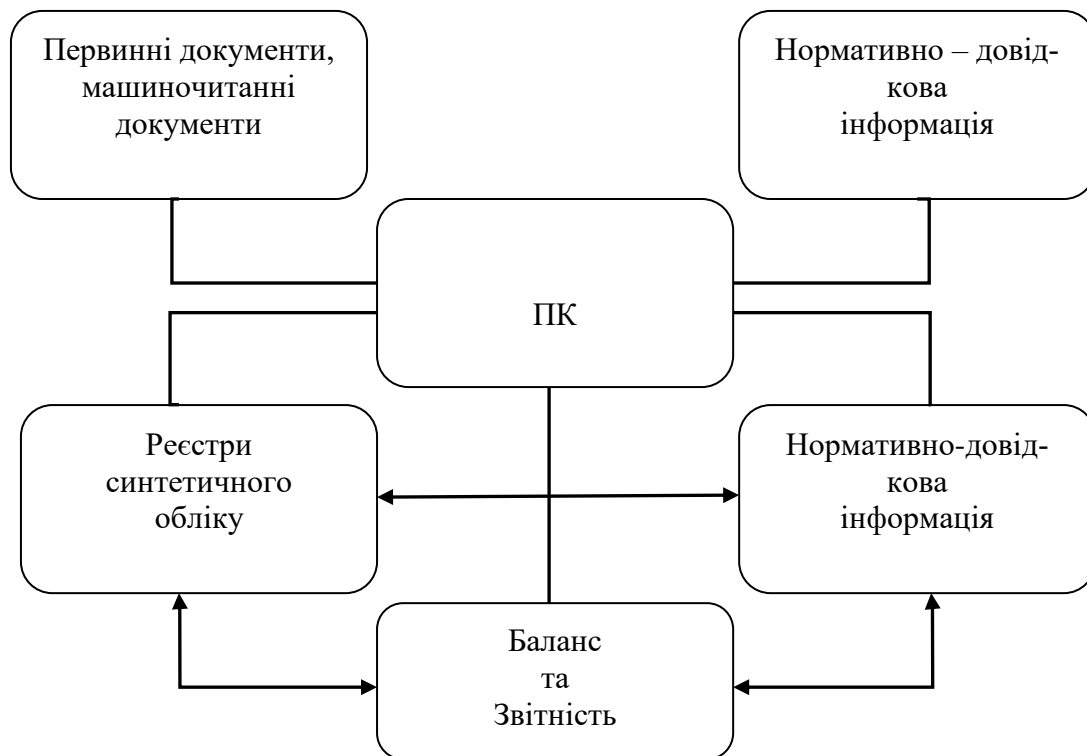 Первинні документи,
машиночитанні
документи
Нормативно – довід-
кова
інформація
ПК
Реєстри
синтетичного
обліку
Нормативно-довід-
кова
інформація
Баланс
та
Звітність